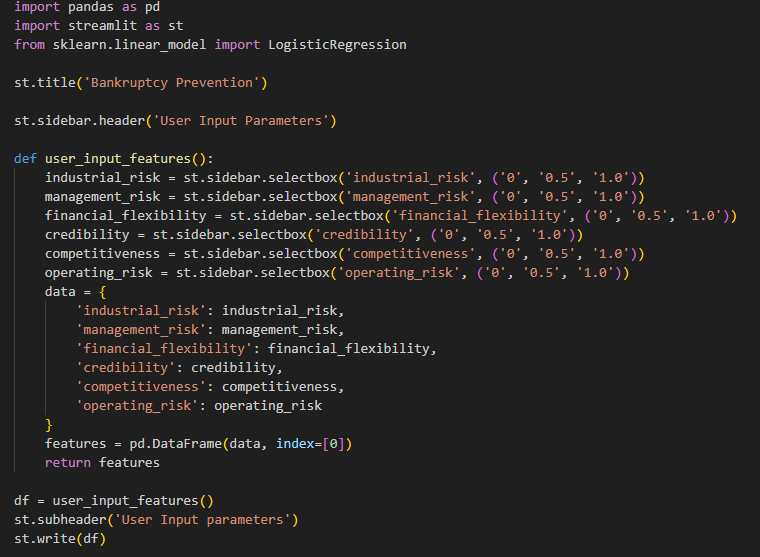 import pandas as pd
import streamlit as st
from sklearn.linear_model import LogisticRegression

st.title('Bankruptcy Prevention')

st.sidebar.header('User Input Parameters')

def user_input_features():
    industrial_risk = st.sidebar.selectbox('industrial_risk', ('0', '0.5', '1.0'))
    management_risk = st.sidebar.selectbox('management_risk', ('0', '0.5', '1.0'))
    financial_flexibility = st.sidebar.selectbox('financial_flexibility', ('0', '0.5', '1.0'))
    credibility = st.sidebar.selectbox('credibility', ('0', '0.5', '1.0'))
    competitiveness = st.sidebar.selectbox('competitiveness', ('0', '0.5', '1.0'))
    operating_risk = st.sidebar.selectbox('operating_risk', ('0', '0.5', '1.0'))
    data = {
        'industrial_risk': industrial_risk,
        'management_risk': management_risk,
        'financial_flexibility': financial_flexibility,
        'credibility': credibility,
        'competitiveness': competitiveness,
        'operating_risk': operating_risk
    }
    features = pd.DataFrame(data, index=[0])
    return features

df = user_input_features()
st.subheader('User Input parameters')
st.write(df)